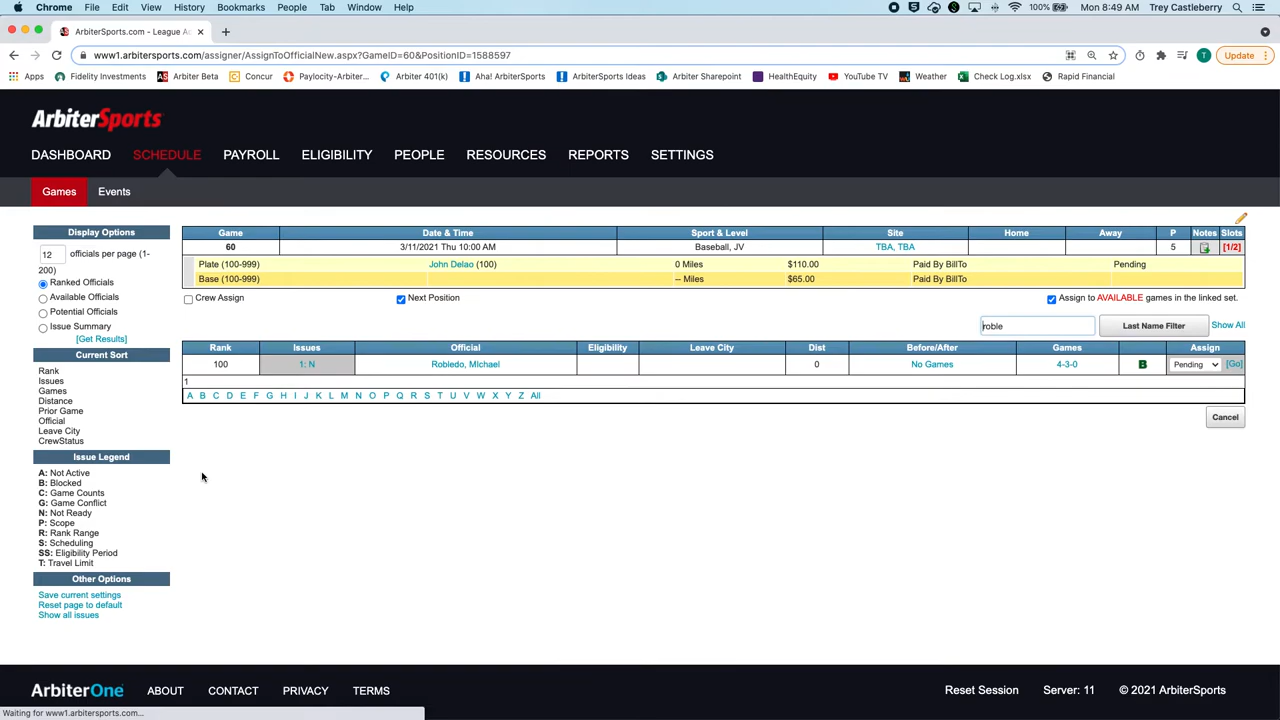 Chrome File Edit View History Bookmarks People Tab Window Help 100% Mon 8:49 AM Trey Castleberry
ArbiterSports.com - League A
www1.arbitersports.com/assigner/AssignToOfficialNew.aspx?GameID=60&PositionID=1588597 T Update
Apps Fidelity Investments Arbiter Beta Concur Paylocity-Arbiter... Arbiter 401(k) Aha! ArbiterSports ArbiterSports Ideas Arbiter Sharepoint HealthEquity YouTube TV Weather Check Log.xlsx Rapid Financial
ArbiterSports
DASHBOARD SCHEDULE PAYROLL ELIGIBILITY PEOPLE RESOURCES REPORTS SETTINGS
Games Events
Display Options
12 officials per page (1-
200)
Ranked Officials
Available Officials
Potential Officials
Issue Summary
[Get Results]
Current Sort
Rank
Issues
Games
Distance
Prior Game
Official
Leave City
CrewStatus
Issue Legend
A: Not Active
B: Blocked
C: Game Counts
G: Game Conflict
N: Not Ready
P: Scope
R: Rank Range
S: Scheduling
SS: Eligibility Period
T: Travel Limit
Other Options
Save current settings
Reset page to default
Show all issues
Game Date & Time Sport & Level Site Home Away P Notes Slots
60 3/11/2021 Thu 10:00 AM Baseball, JV TBA, TBA 5 [1/2]
Plate (100-999) John Delao (100) 0 Miles $110.00 Paid By BillTo Pending
Base (100-999) -- Miles $65.00 Paid By BillTo
Crew Assign Next Position Assign to AVAILABLE games in the linked set.
roble Last Name Filter Show All
Rank Issues Official Eligibility Leave City Dist Before/After Games Assign
100 1: N Robledo, MIchael 0 No Games 4-3-0 B Pending [Go]
1
A B C D E F G H I J K L M N O P Q R S T U V W X Y Z All
Cancel
ArbiterOne ABOUT CONTACT PRIVACY TERMS Reset Session Server: 11 © 2021 ArbiterSports
Waiting for www1.arbitersports.com...